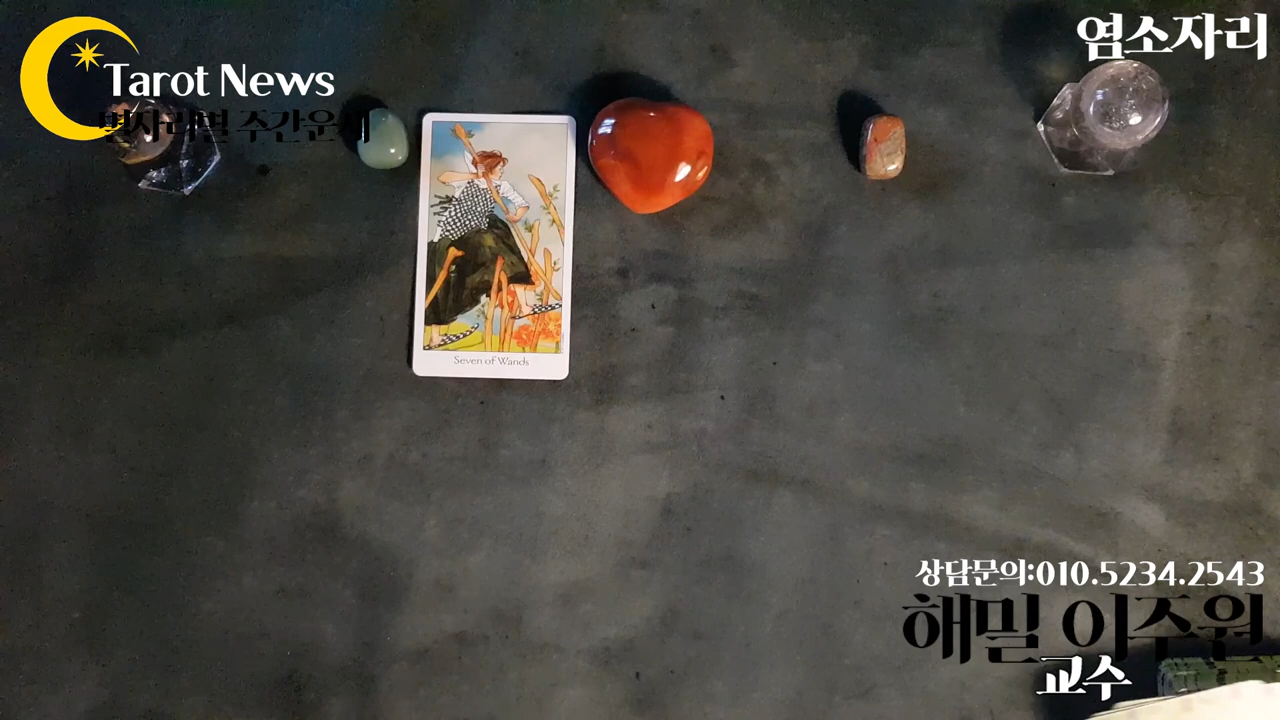 염소자리
Tarot News
별자리별 주간운세
Seven of Wands
상담문의:010.5234.2543
해밀 이주원
교수